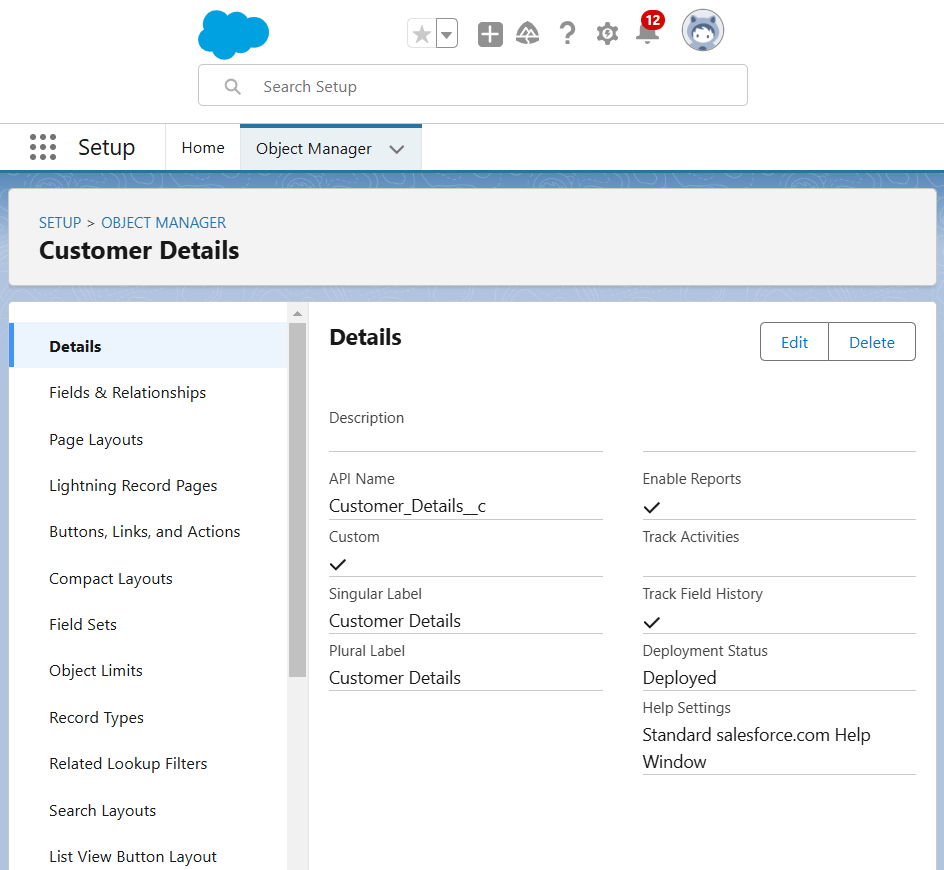 12
Search Setup
Setup
Home
Object Manager
SETUP > OBJECT MANAGER
Customer Details
Details
Fields & Relationships
Page Layouts
Lightning Record Pages
Buttons, Links, and Actions
Compact Layouts
Field Sets
Object Limits
Record Types
Related Lookup Filters
Search Layouts
List View Button Layout
Details
Edit
Delete
Description
API Name
Customer_Details__c
Custom
Singular Label
Customer Details
Plural Label
Customer Details
Enable Reports
Track Activities
Track Field History
Deployment Status
Deployed
Help Settings
Standard salesforce.com Help
Window